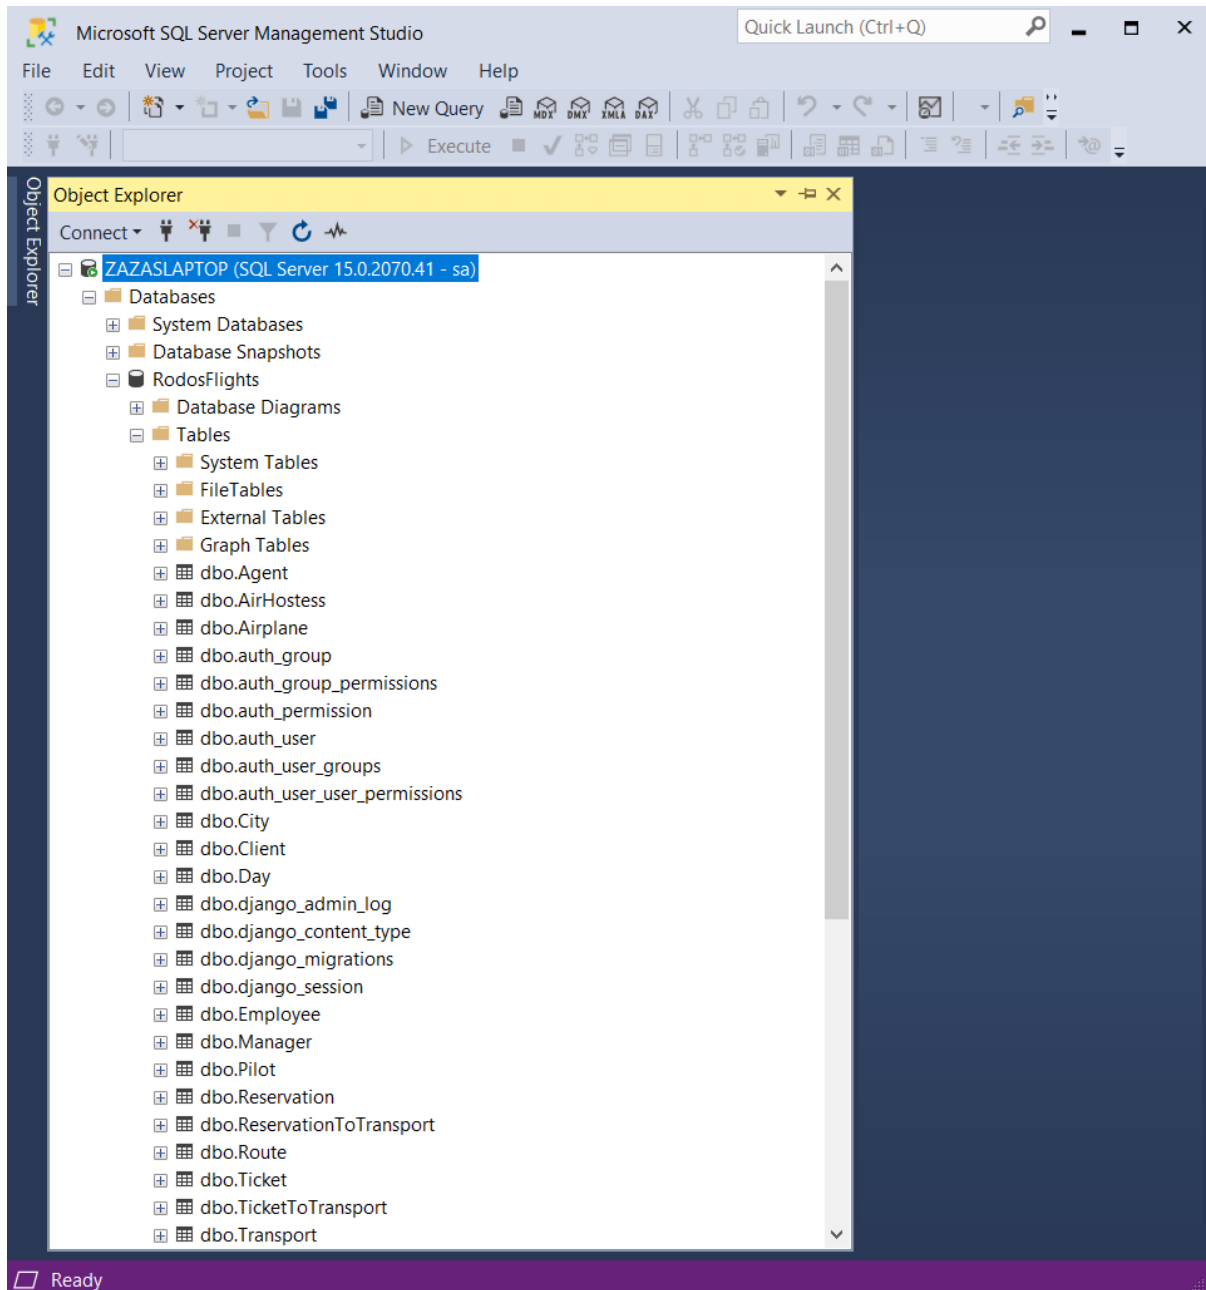 Microsoft SQL Server Management Studio
Quick Launch (Ctrl+Q)
File Edit View Project Tools Window Help
New Query MDX DMX XMLA DAX
Execute
Object Explorer
Object Explorer
Connect
ZAZASLAPTOP (SQL Server 15.0.2070.41 - sa)
Databases
System Databases
Database Snapshots
RodosFlights
Database Diagrams
Tables
System Tables
FileTables
External Tables
Graph Tables
dbo.Agent
dbo.AirHostess
dbo.Airplane
dbo.auth_group
dbo.auth_group_permissions
dbo.auth_permission
dbo.auth_user
dbo.auth_user_groups
dbo.auth_user_user_permissions
dbo.City
dbo.Client
dbo.Day
dbo.django_admin_log
dbo.django_content_type
dbo.django_migrations
dbo.django_session
dbo.Employee
dbo.Manager
dbo.Pilot
dbo.Reservation
dbo.ReservationToTransport
dbo.Route
dbo.Ticket
dbo.TicketToTransport
dbo.Transport
Ready